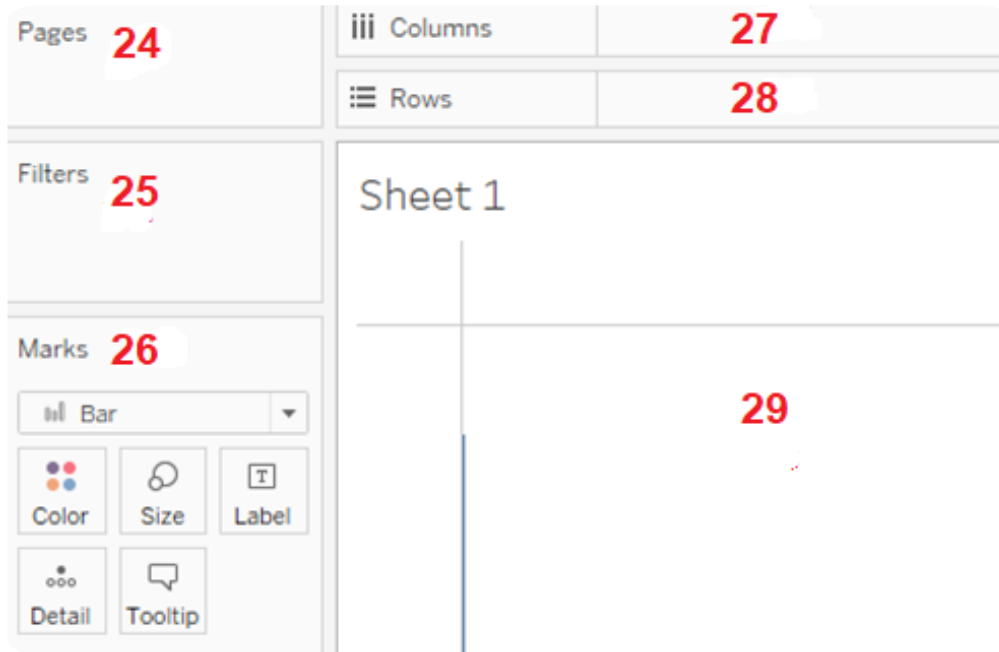 Pages 24
Columns 27
Rows 28
Filters 25
Sheet 1
Marks 26
Bar
29
Color Size Label
Detail Tooltip